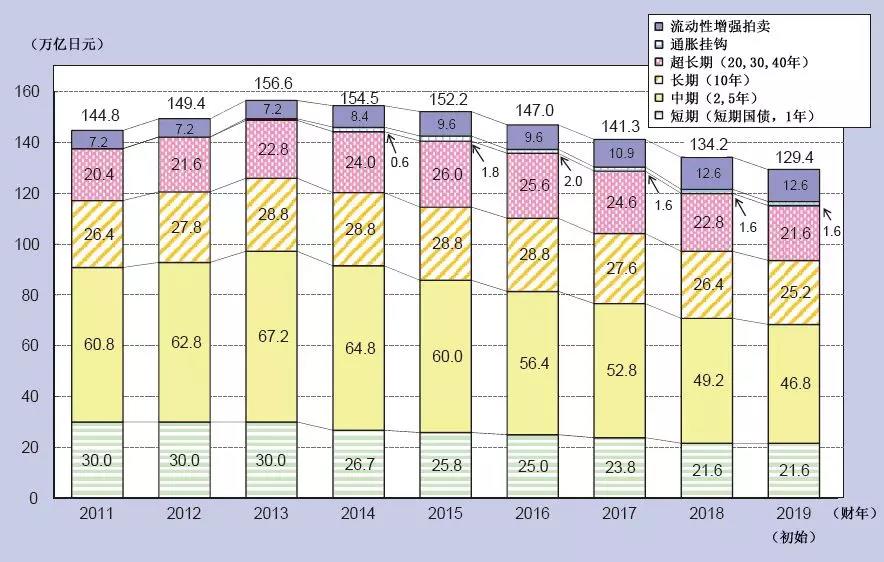 流动性增强拍卖
通胀挂钩
超长期（20,30,40年）
长期（10年）
中期（2,5年）
短期（短期国债，1年）
（万亿日元）
160
140
120
100
80
60
40
20
0
144.8 149.4 156.6 154.5 152.2 147.0 141.3 134.2 129.4
7.2 7.2 7.2 8.4 9.6 9.6 10.9 12.6 12.6
0.6 1.8 2.0 1.6 1.6 1.6
20.4 21.6 22.8 24.0 26.0 25.6 24.6 22.8 21.6
26.4 27.8 28.8 28.8 28.8 28.8 27.6 26.4 25.2
60.8 62.8 67.2 64.8 60.0 56.4 52.8 49.2 46.8
30.0 30.0 30.0 26.7 25.8 25.0 23.8 21.6 21.6
2011 2012 2013 2014 2015 2016 2017 2018 2019 （财年）
（初始）